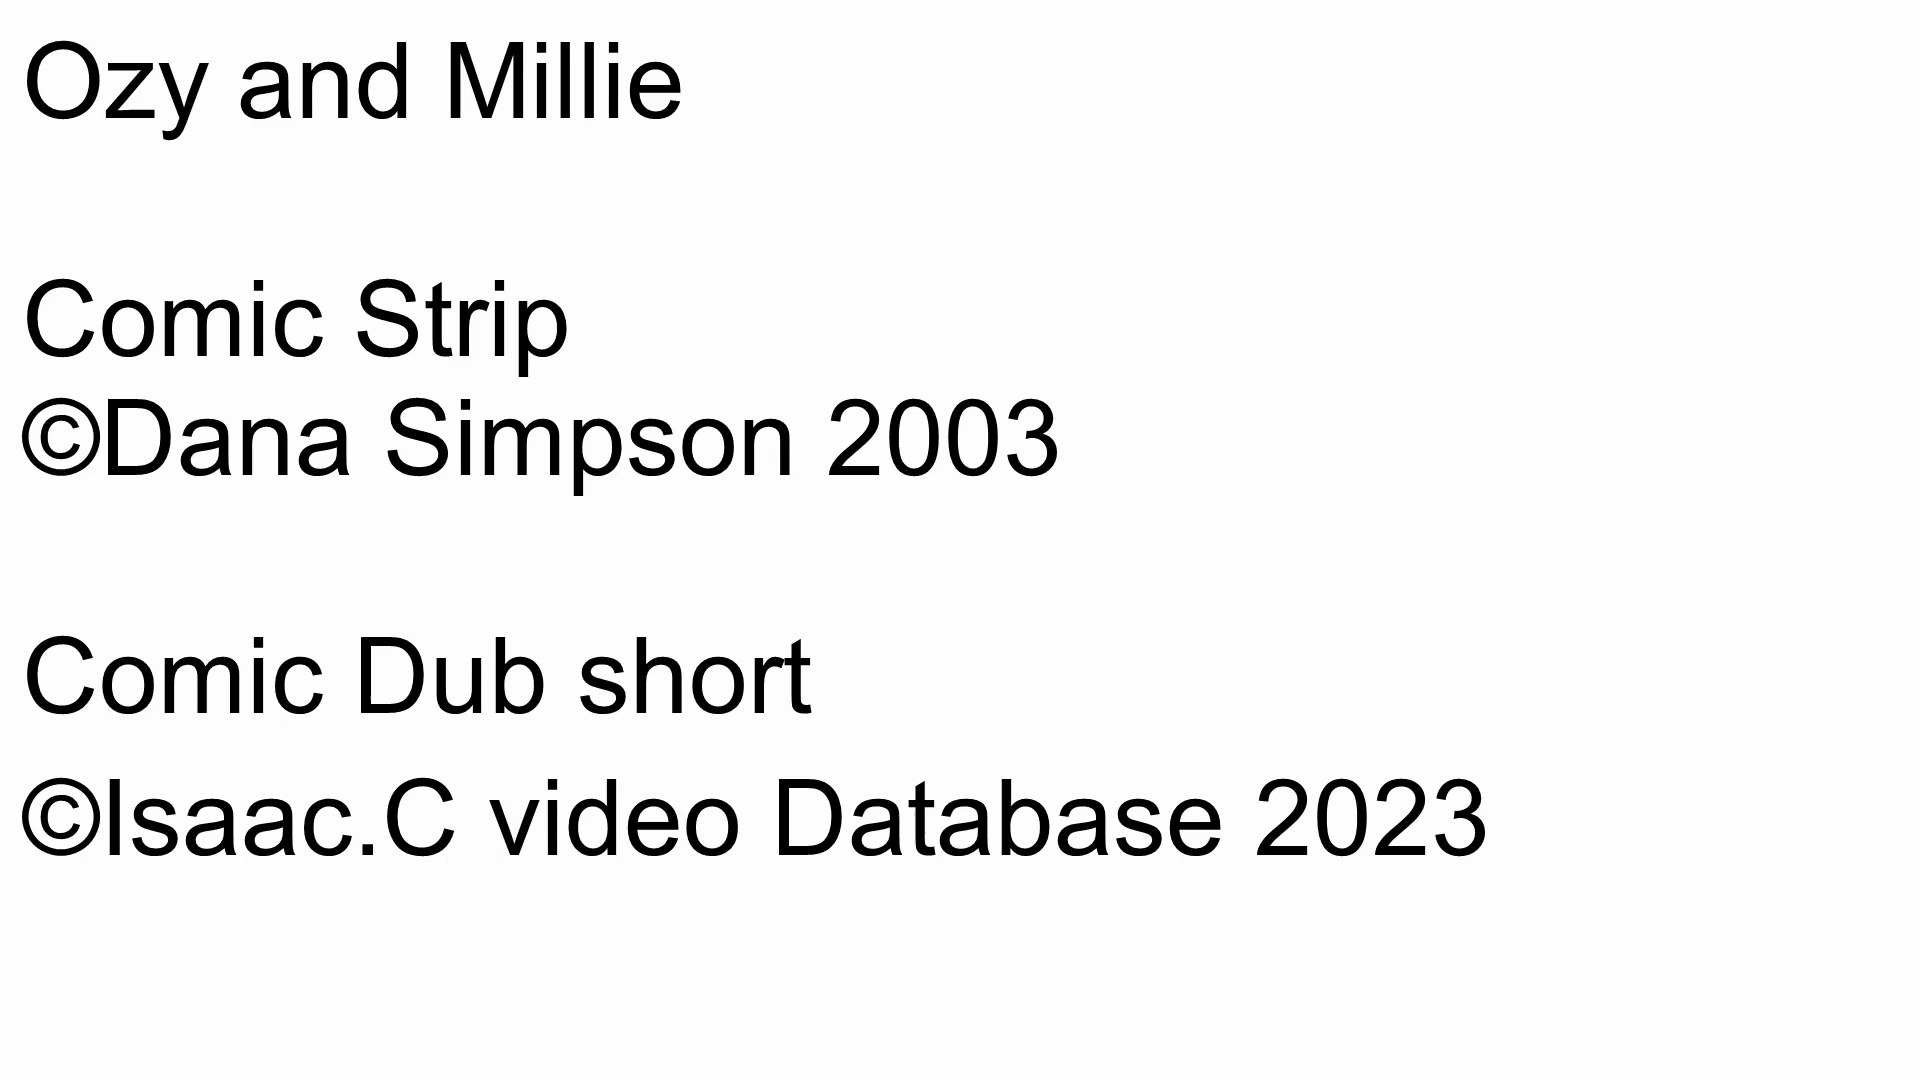 Ozy and Millie
Comic Strip
©Dana Simpson 2003
Comic Dub short
©Isaac.C video Database 2023